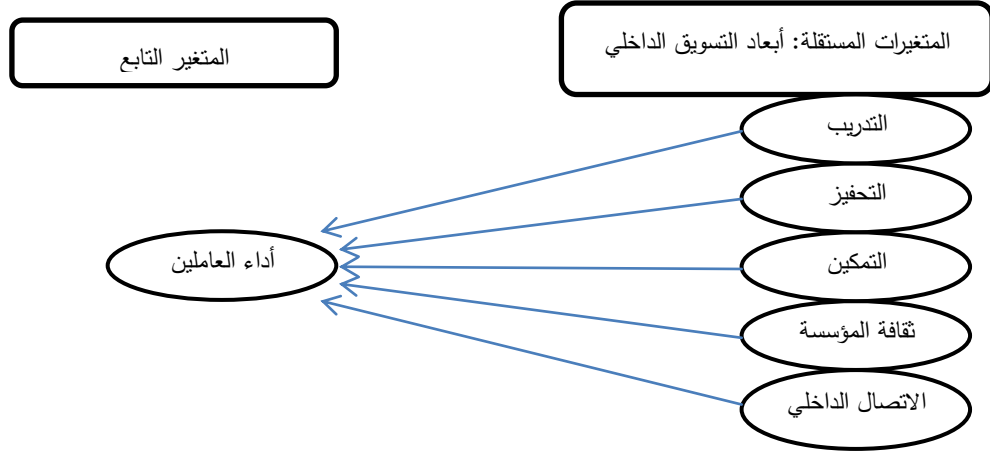 المتغيرات المستقلة: أبعاد التسويق الداخلي
المتغير التابع
التدريب
التحفيز
التمكين
ثقافة المؤسسة
الاتصال الداخلي
أداء العاملين